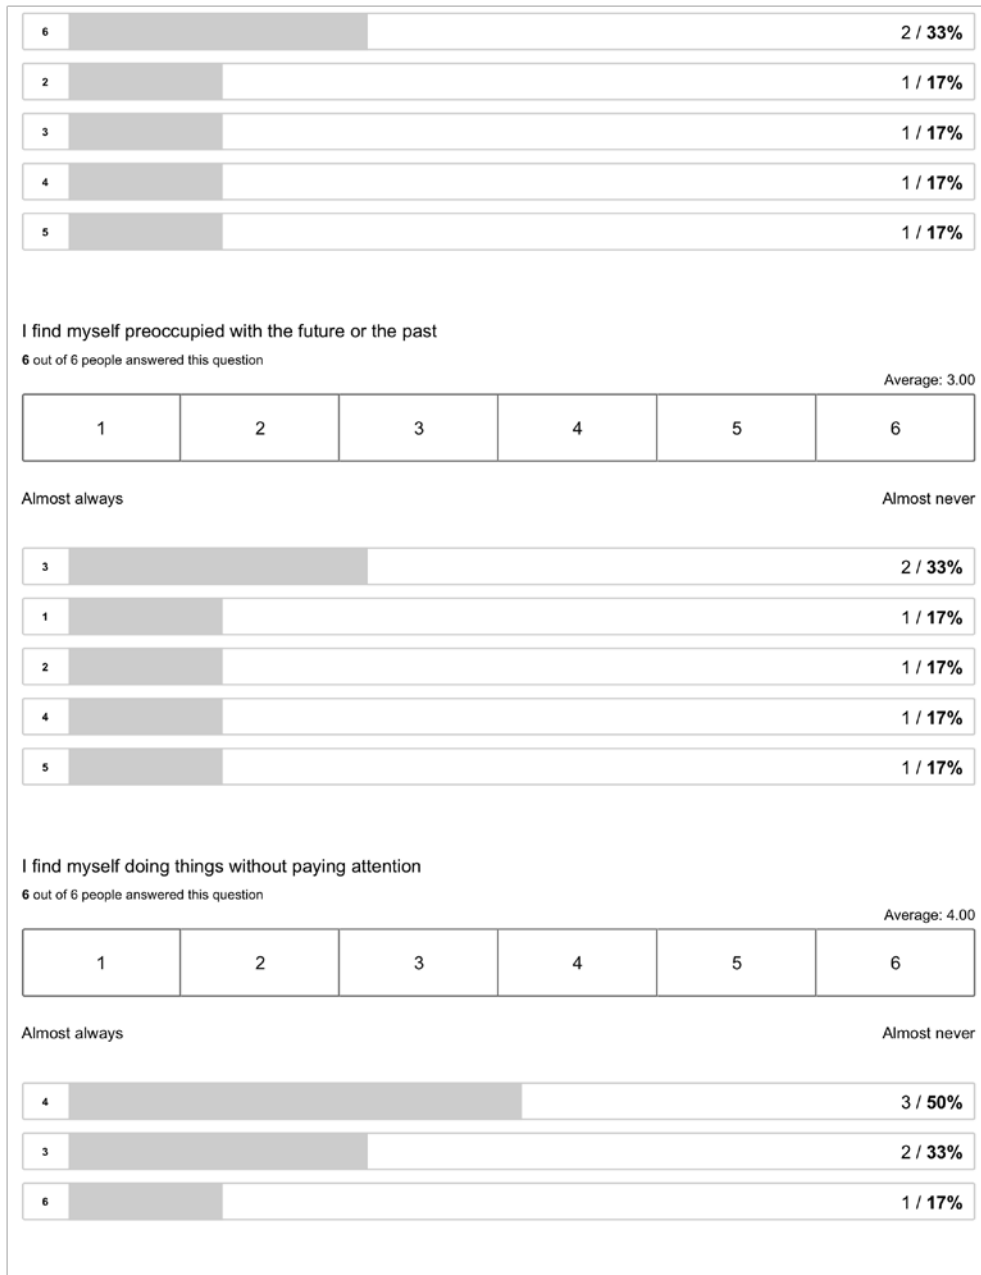 6 2 / 33%
2 1 / 17%
3 1 / 17%
4 1 / 17%
5 1 / 17%
I find myself preoccupied with the future or the past
6 out of 6 people answered this question
Average: 3.00
1 2 3 4 5 6
Almost always Almost never
3 2 / 33%
1 1 / 17%
2 1 / 17%
4 1 / 17%
5 1 / 17%
I find myself doing things without paying attention
6 out of 6 people answered this question
Average: 4.00
1 2 3 4 5 6
Almost always Almost never
4 3 / 50%
3 2 / 33%
6 1 / 17%